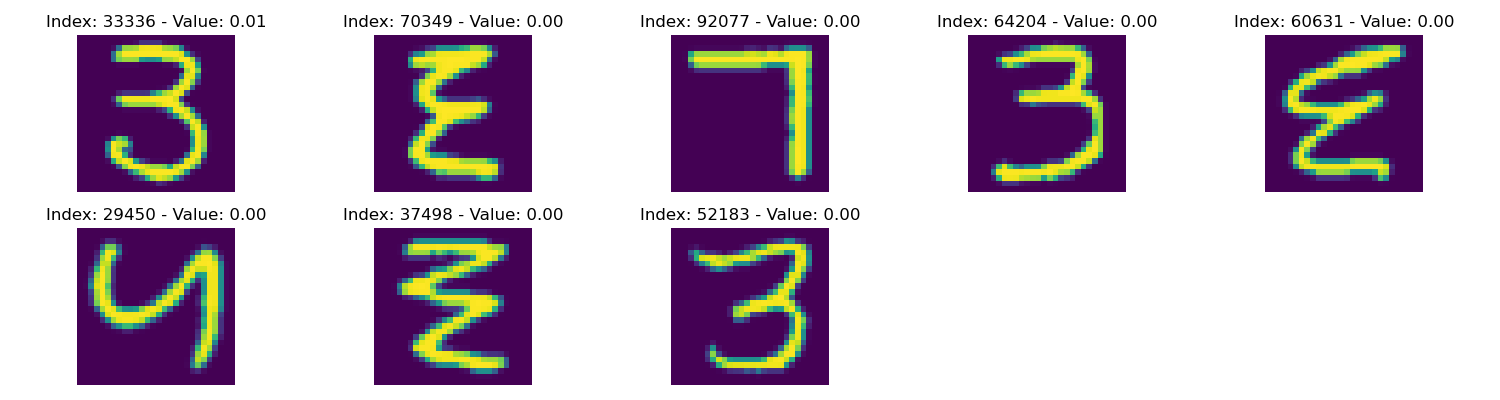 Index: 33336 - Value: 0.01
Index: 70349 - Value: 0.00
Index: 92077 - Value: 0.00
Index: 64204 - Value: 0.00
Index: 60631 - Value: 0.00
Index: 29450 - Value: 0.00
Index: 37498 - Value: 0.00
Index: 52183 - Value: 0.00